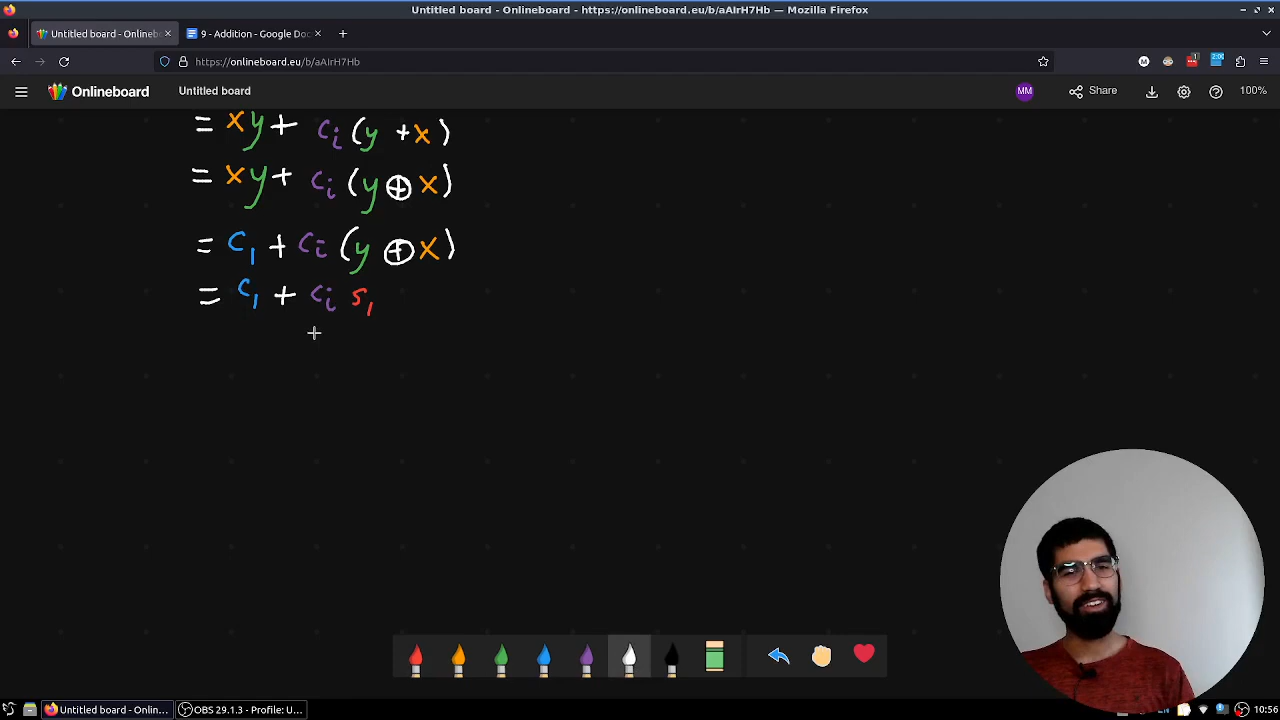 Untitled board - Onlineboard - https://onlineboard.eu/b/aAIrH7Hb — Mozilla Firefox
Untitled board - Onlineb
9 - Addition - Google Doc
https://onlineboard.eu/b/aAIrH7Hb
Onlineboard
Untitled board
MM
Share
100%
= xy + ci (y + x)
= xy + ci (y ⊕ x)
= c1 + ci (y ⊕ x)
= c1 + ci s1
Untitled board - Onlin...
OBS 29.1.3 - Profile: U...
10:56